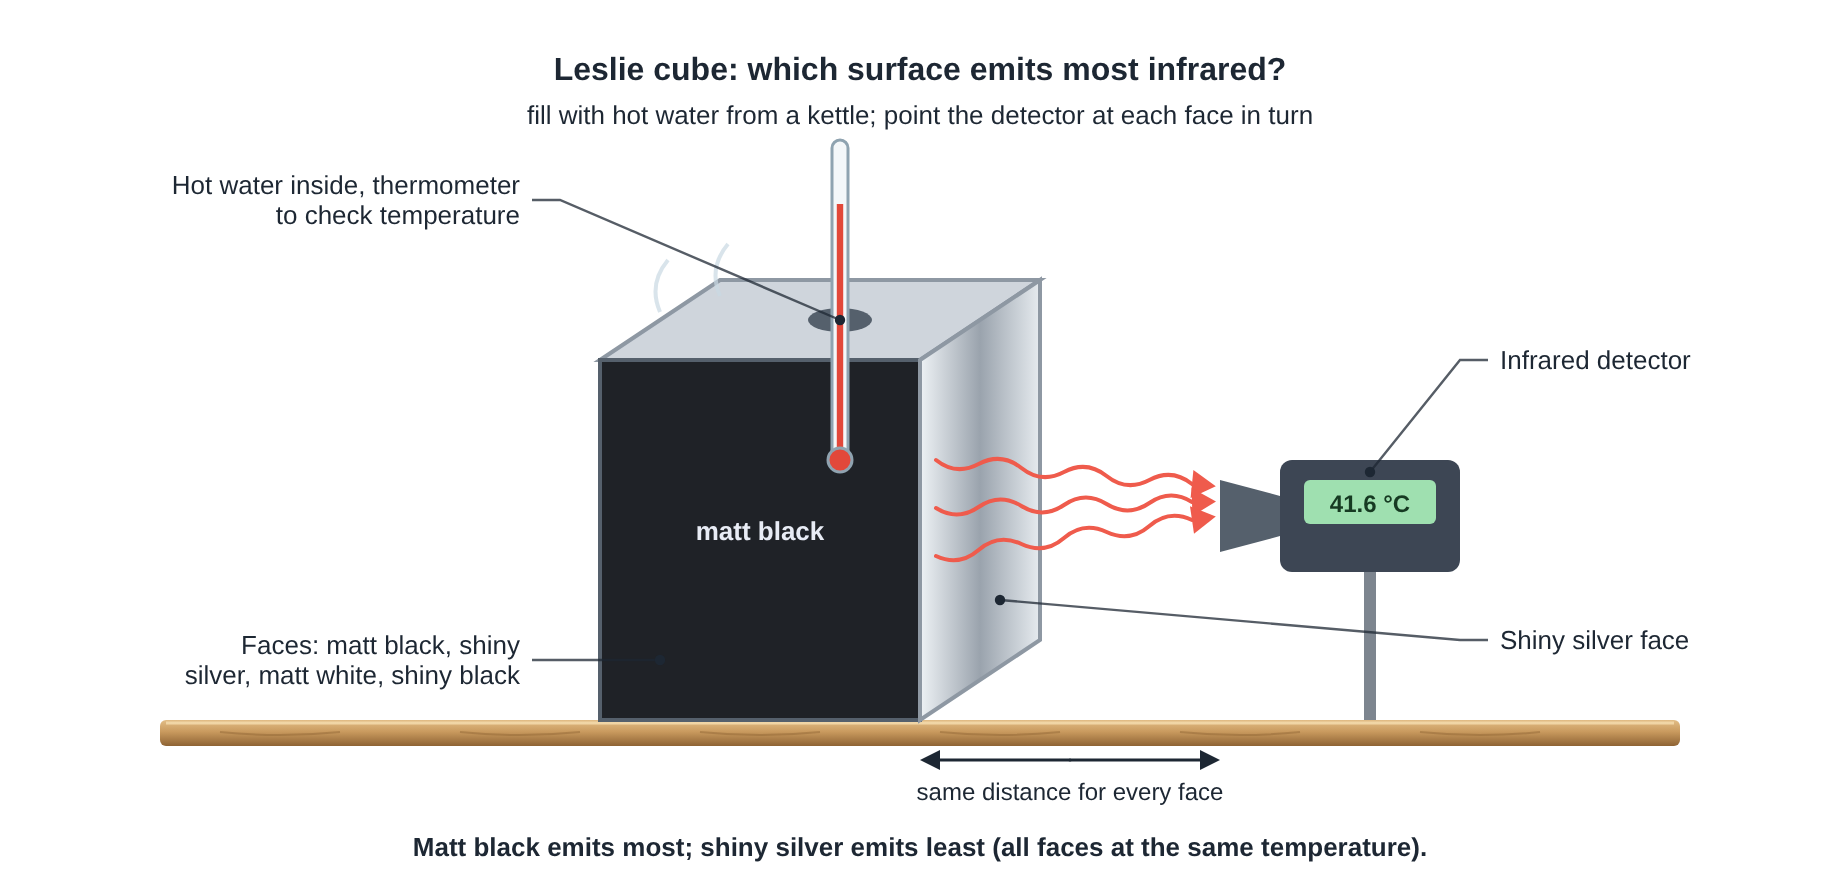 Leslie cube: which surface emits most infrared?
fill with hot water from a kettle; point the detector at each face in turn
Hot water inside, thermometer
to check temperature
Infrared detector
41.6 °C
matt black
Faces: matt black, shiny
silver, matt white, shiny black
Shiny silver face
same distance for every face
Matt black emits most; shiny silver emits least (all faces at the same temperature).